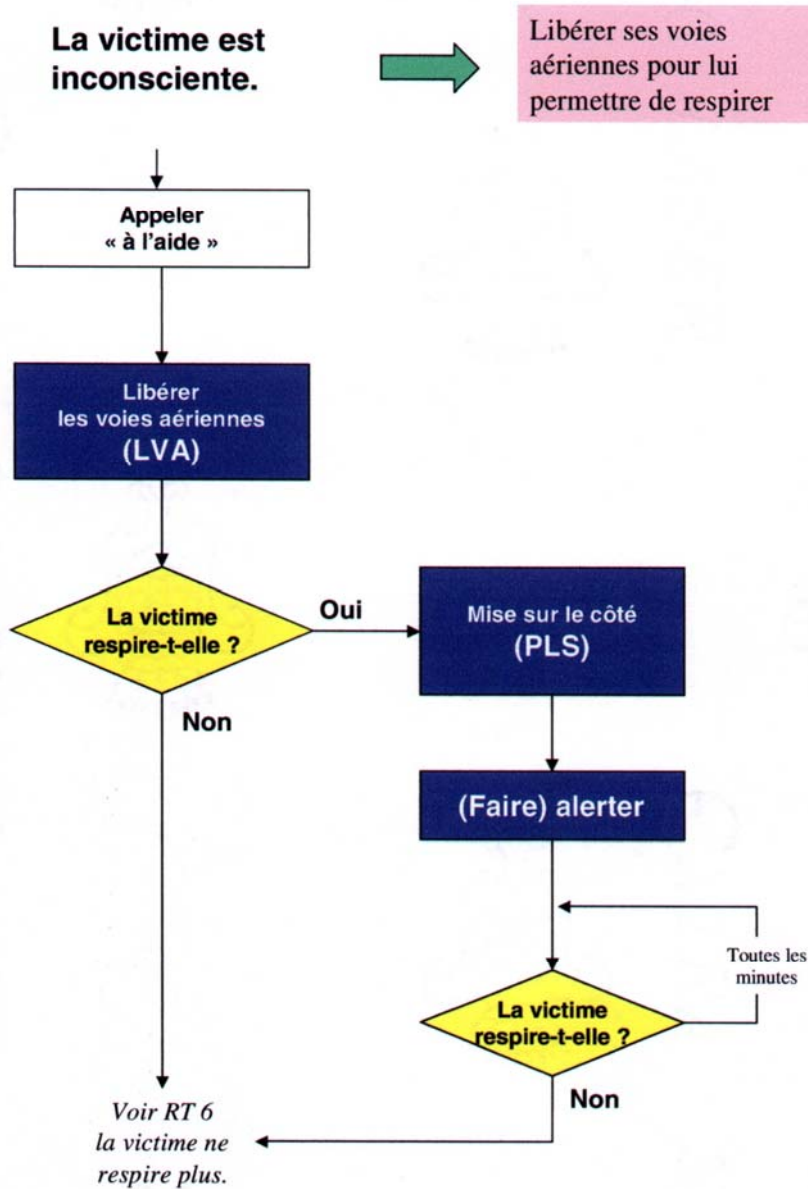 La victime est
inconsciente.
Libérer ses voies
aériennes pour lui
permettre de respirer
Appeler
« à l'aide »
Libérer
les voies aériennes
(LVA)
La victime
respire-t-elle ?
Oui
Mise sur le côté
(PLS)
Non
(Faire) alerter
Toutes les
minutes
La victime
respire-t-elle ?
Non
Voir RT 6
la victime ne
respire plus.